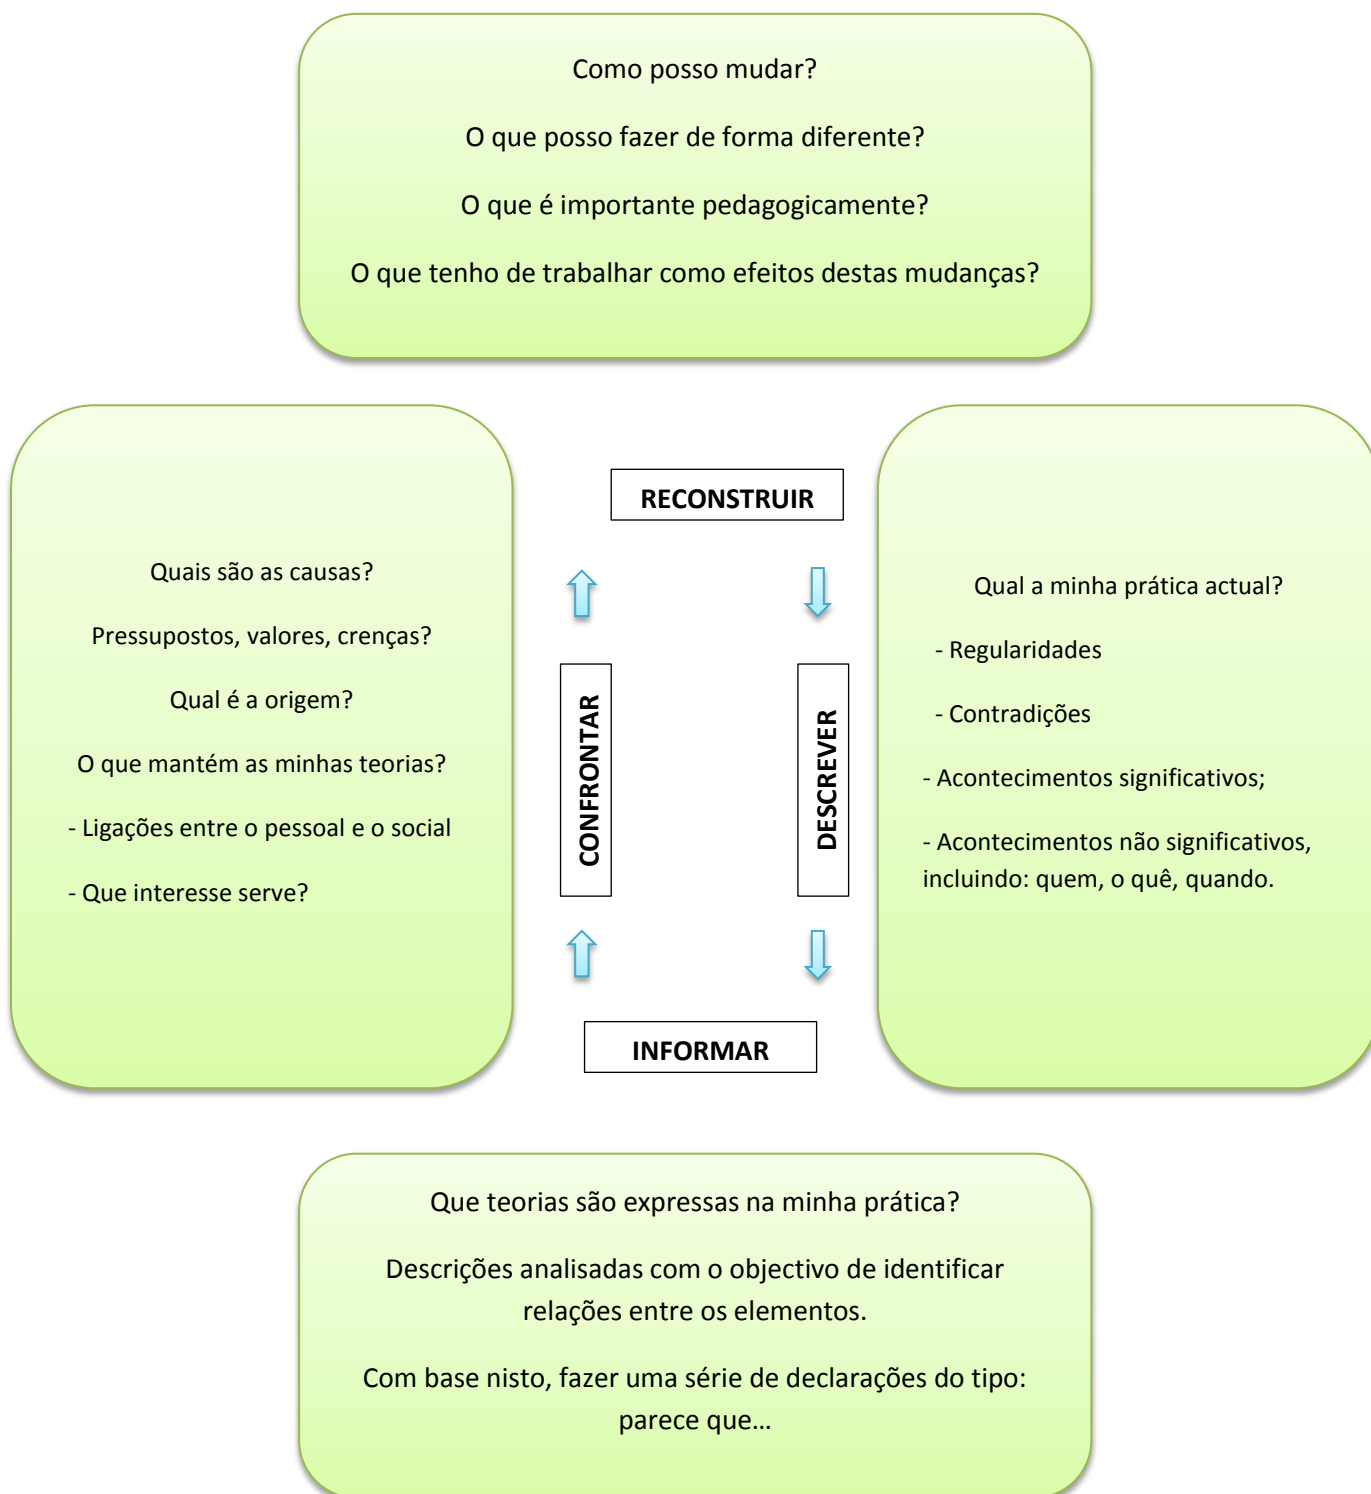 Como posso mudar?
O que posso fazer de forma diferente?
O que é importante pedagogicamente?
O que tenho de trabalhar como efeitos destas mudanças?
Quais são as causas?
Pressupostos, valores, crenças?
Qual é a origem?
O que mantém as minhas teorias?
- Ligações entre o pessoal e o social
- Que interesse serve?
RECONSTRUIR
CONFRONTAR
DESCREVER
INFORMAR
Qual a minha prática actual?
- Regularidades
- Contradições
- Acontecimentos significativos;
- Acontecimentos não significativos,
incluindo: quem, o quê, quando.
Que teorias são expressas na minha prática?
Descrições analisadas com o objectivo de identificar
relações entre os elementos.
Com base nisto, fazer uma série de declarações do tipo:
parece que…